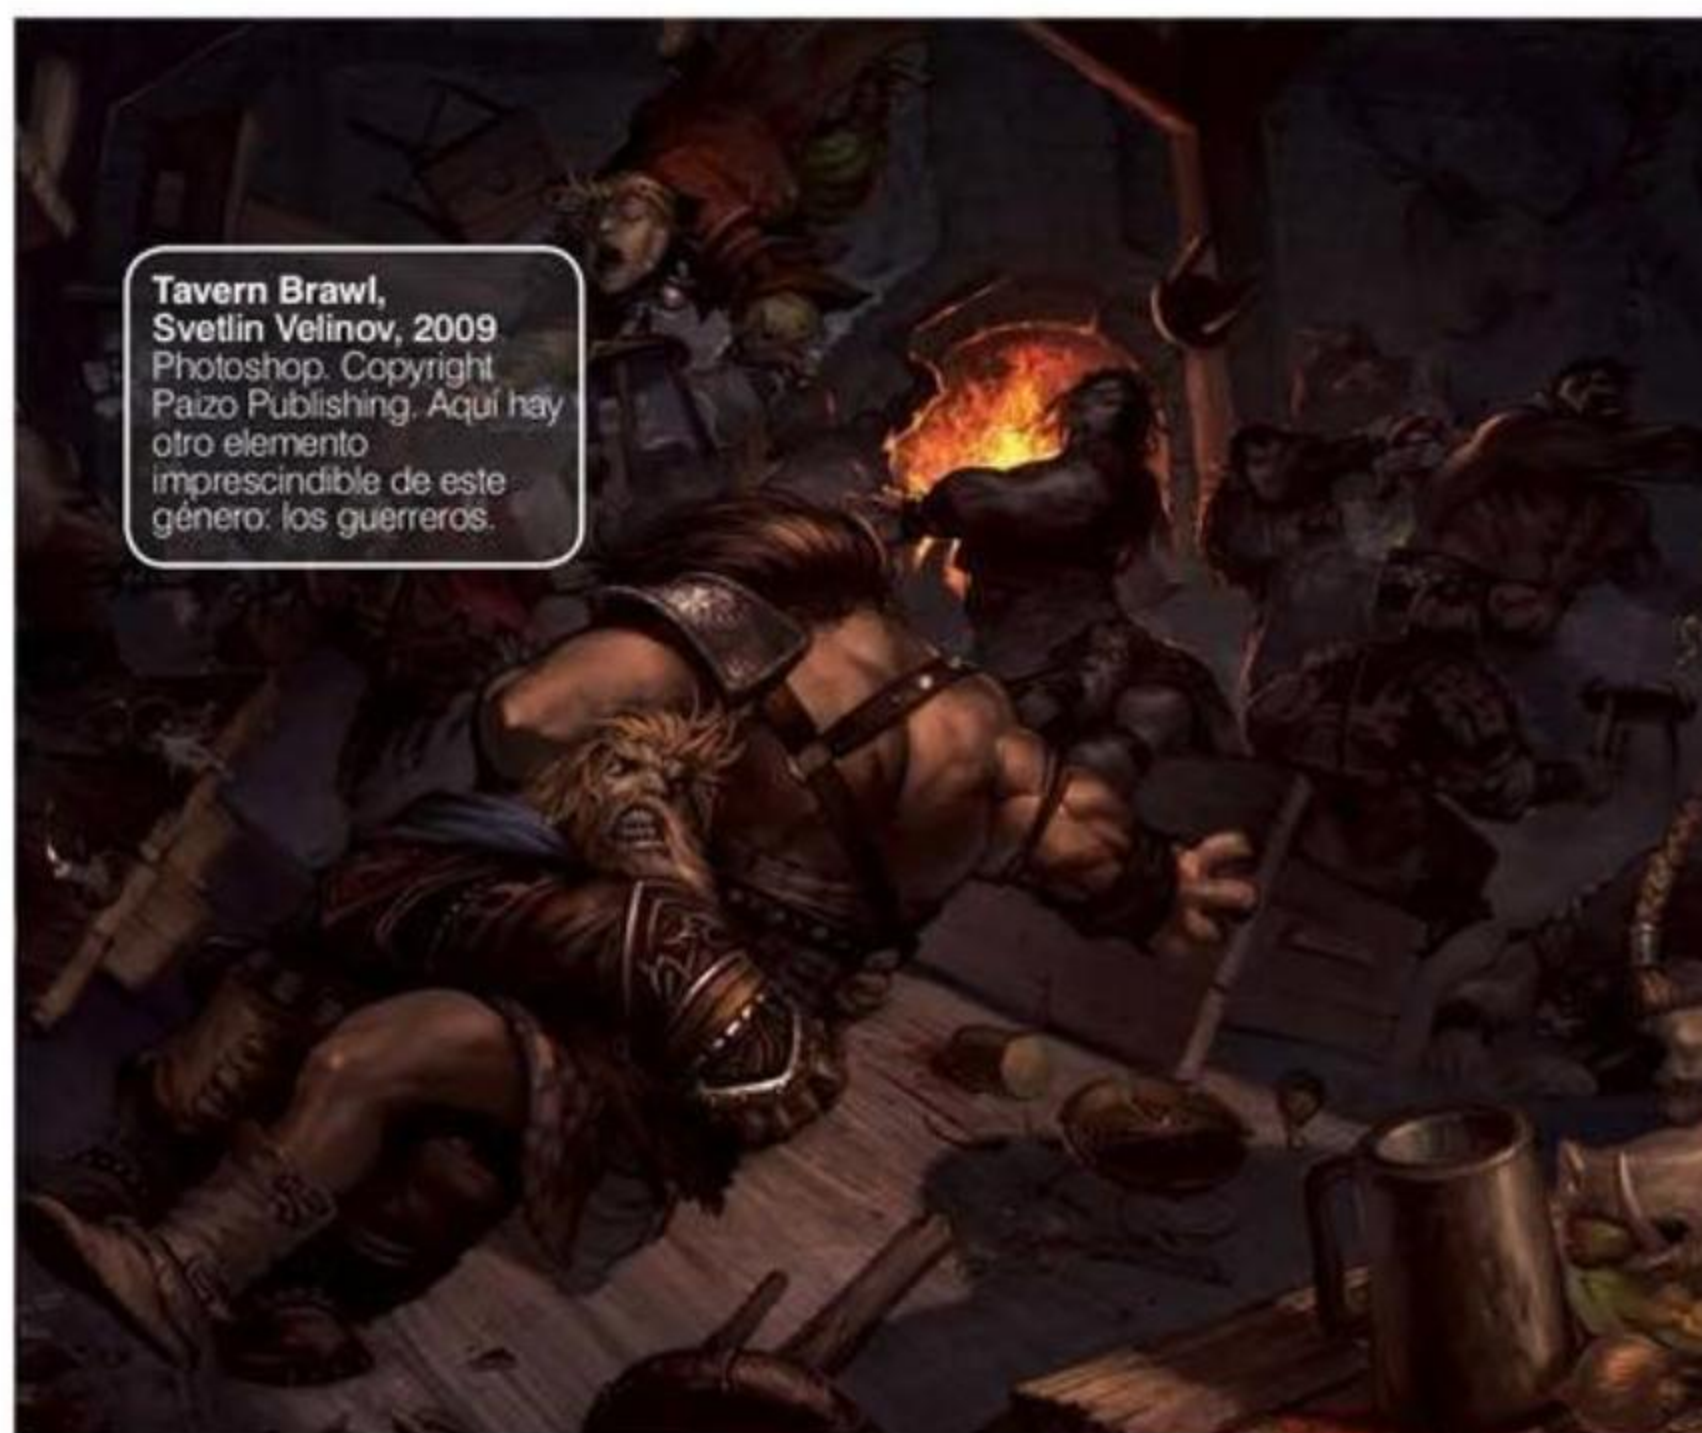 Tavern Brawl,
Svetlin Velinov, 2009
Photoshop. Copyright
Paizo Publishing. Aquí hay
otro elemento
imprescindible de este
género: los guerreros.